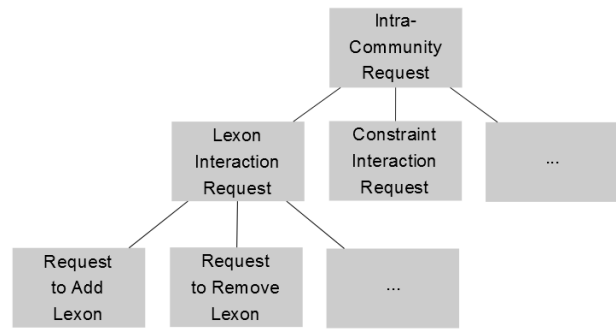 Intra-
Community
Request
Lexon
Interaction
Request
Constraint
Interaction
Request
...
Request
to Add
Lexon
Request
to Remove
Lexon
...